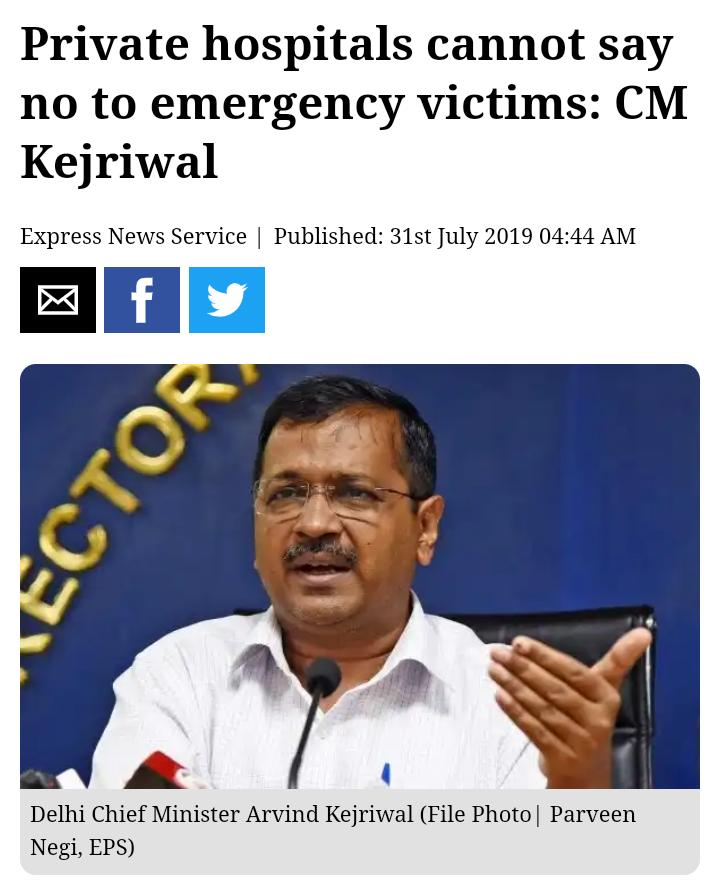 Private hospitals cannot say
no to emergency victims: CM
Kejriwal
Express News Service | Published: 31st July 2019 04:44 AM
f
RECTORA
Delhi Chief Minister Arvind Kejriwal (File Photo| Parveen
Negi, EPS)